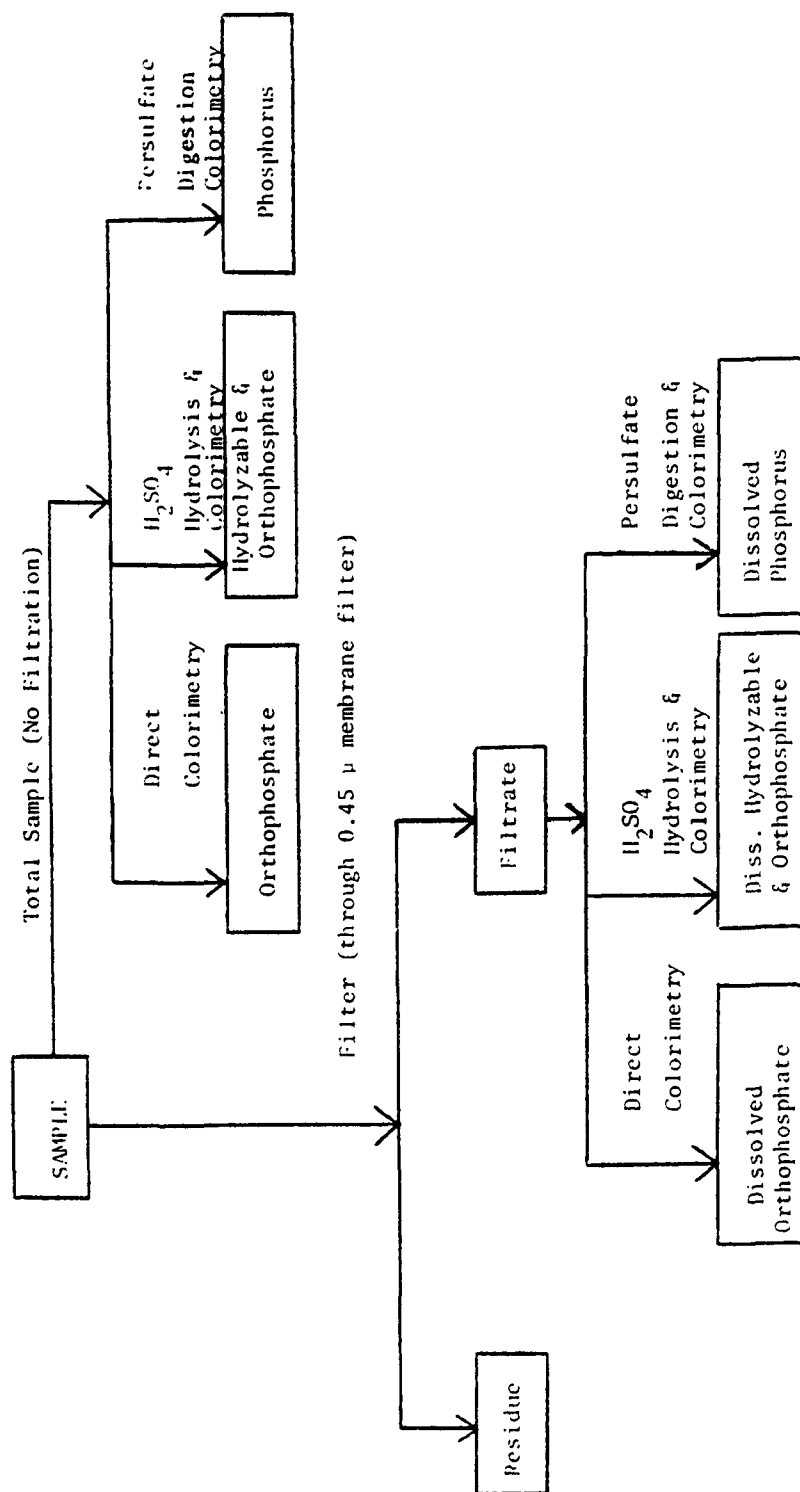 SAMPLE
Total Sample (No Filtration)
Direct
Colorimetry
Orthophosphate
H₂SO₄
Hydrolysis &
Colorimetry
Hydrolyzable &
Orthophosphate
Persulfate
Digestion
Colorimetry
Phosphorus
Filter (through 0.45 μ membrane filter)
Residue
Filtrate
Direct
Colorimetry
Dissolved
Orthophosphate
H₂SO₄
Hydrolysis &
Colorimetry
Diss. Hydrolyzable
& Orthophosphate
Persulfate
Digestion &
Colorimetry
Dissolved
Phosphorus